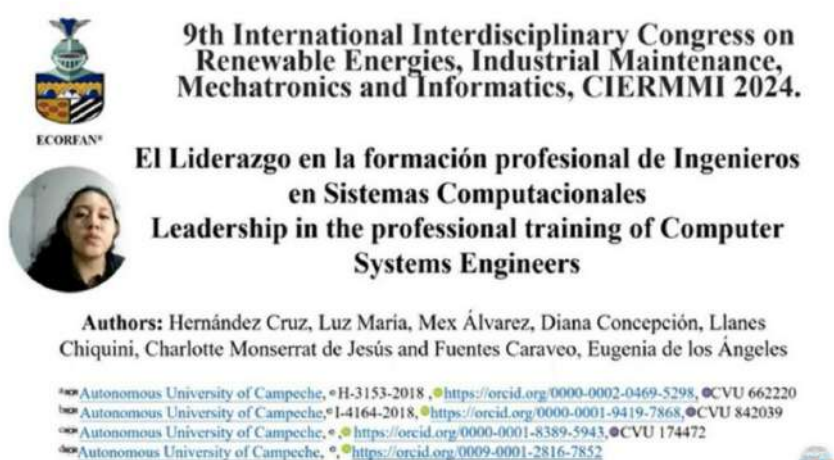 9th International Interdisciplinary Congress on
Renewable Energies, Industrial Maintenance,
Mechatronics and Informatics, CIERMMI 2024.
ECORFAN®
El Liderazgo en la formación profesional de Ingenieros
en Sistemas Computacionales
Leadership in the professional training of Computer
Systems Engineers
Authors: Hernández Cruz, Luz María, Mex Álvarez, Diana Concepción, Llanes
Chiquini, Charlotte Monserrat de Jesús and Fuentes Caraveo, Eugenia de los Ángeles
Autonomous University of Campeche, H-3153-2018 , https://orcid.org/0000-0002-0469-5298, CVU 662220
Autonomous University of Campeche, I-4164-2018, https://orcid.org/0000-0001-9419-7868, CVU 842039
Autonomous University of Campeche, , https://orcid.org/0000-0001-8389-5943, CVU 174472
Autonomous University of Campeche, , https://orcid.org/0009-0001-2816-7852